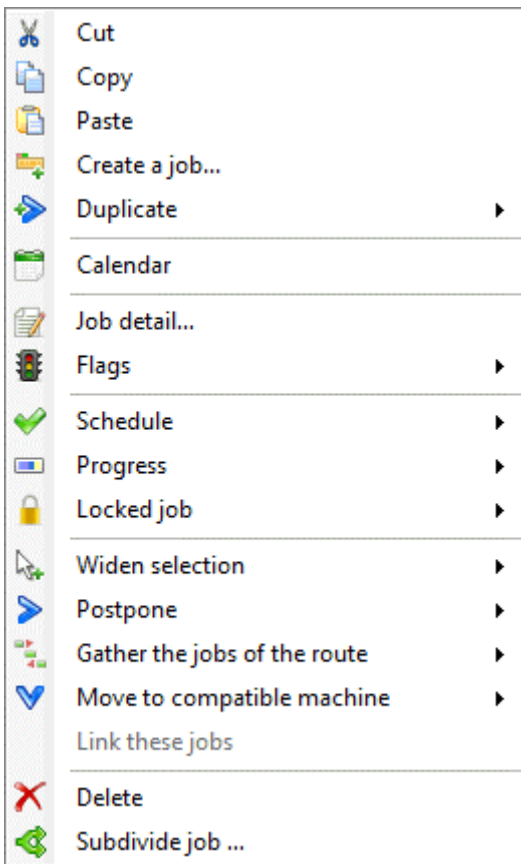 Cut
Copy
Paste
Create a job...
Duplicate
Calendar
Job detail...
Flags
Schedule
Progress
Locked job
Widen selection
Postpone
Gather the jobs of the route
Move to compatible machine
Link these jobs
Delete
Subdivide job ...